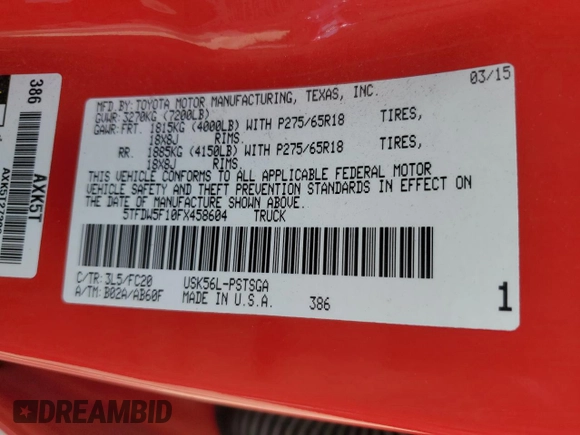 MFD.BY:TOYOTA MOTOR MANUFACTURING, TEXAS, INC. 03/15
GVWR: 3270KG (7200LB)
GAWR: FRT. 1815KG (4000LB) WITH P275/65R18 TIRES,
18X8J RIMS
RR. 1885KG (4150LB) WITH P275/65R18 TIRES,
18X8J RIMS.
THIS VEHICLE CONFORMS TO ALL APPLICABLE FEDERAL MOTOR
VEHICLE SAFETY AND THEFT PREVENTION STANDARDS IN EFFECT ON
THE DATE OF MANUFACTURE SHOWN ABOVE.
5TFDW5F10FX458604 TRUCK
C/TR: 3L5/FC20 USK56L-PSTSGA
A/TM: B02A/AB60F MADE IN U.S.A. 386 1
386
AXK5T
DREAMBID